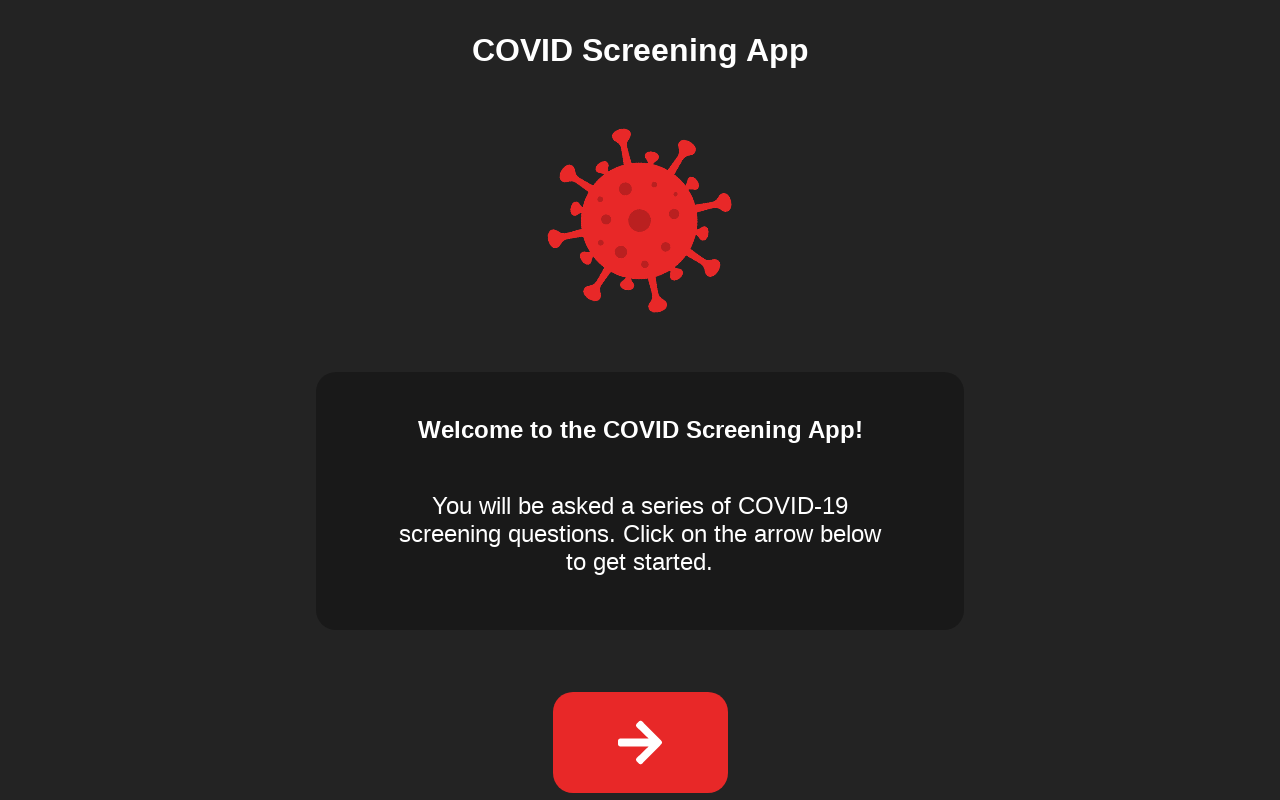 COVID Screening App
Welcome to the COVID Screening App!
You will be asked a series of COVID-19
screening questions. Click on the arrow below
to get started.